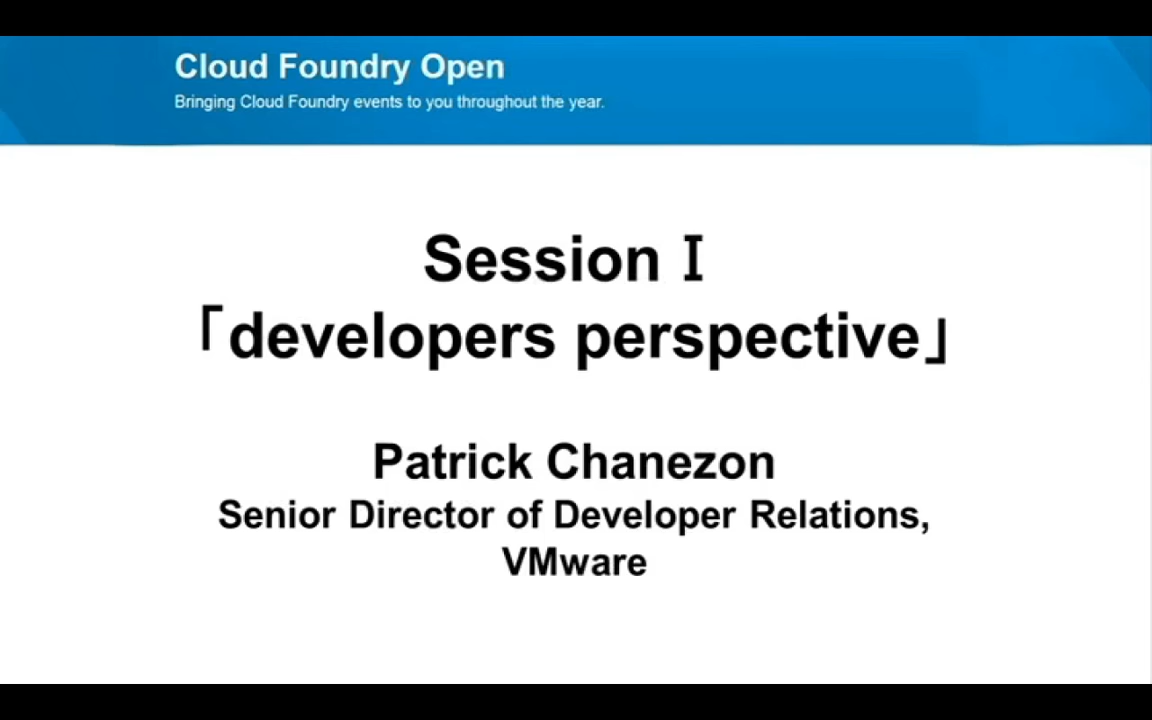 Cloud Foundry Open
Bringing Cloud Foundry events to you throughout the year.
Session Ⅰ
「developers perspective」
Patrick Chanezon
Senior Director of Developer Relations,
VMware